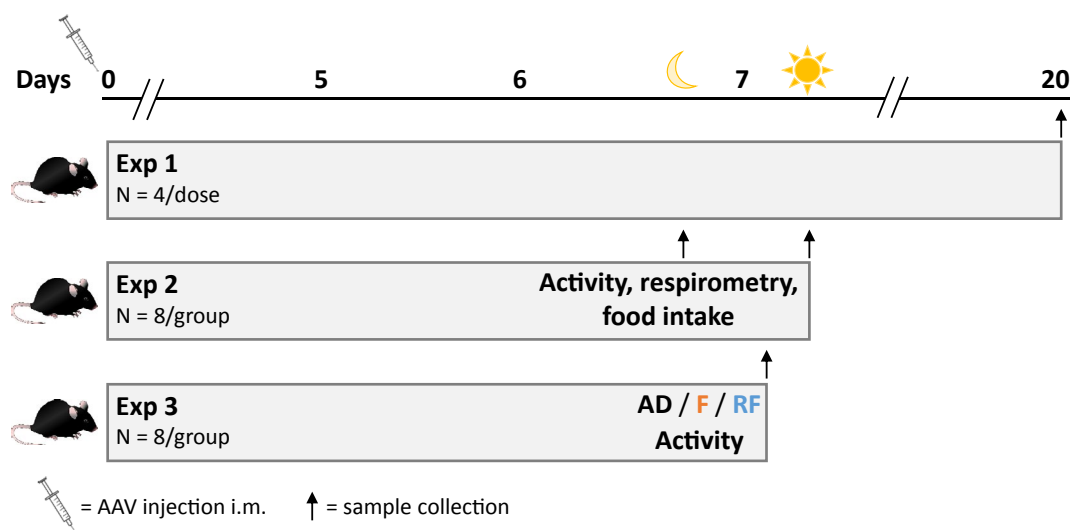 Days 0 5 6 7 20
Exp 1
N = 4/dose
Exp 2
N = 8/group
Activity, respirometry,
food intake
Exp 3
N = 8/group
AD / F / RF
Activity
= AAV injection i.m. = sample collection